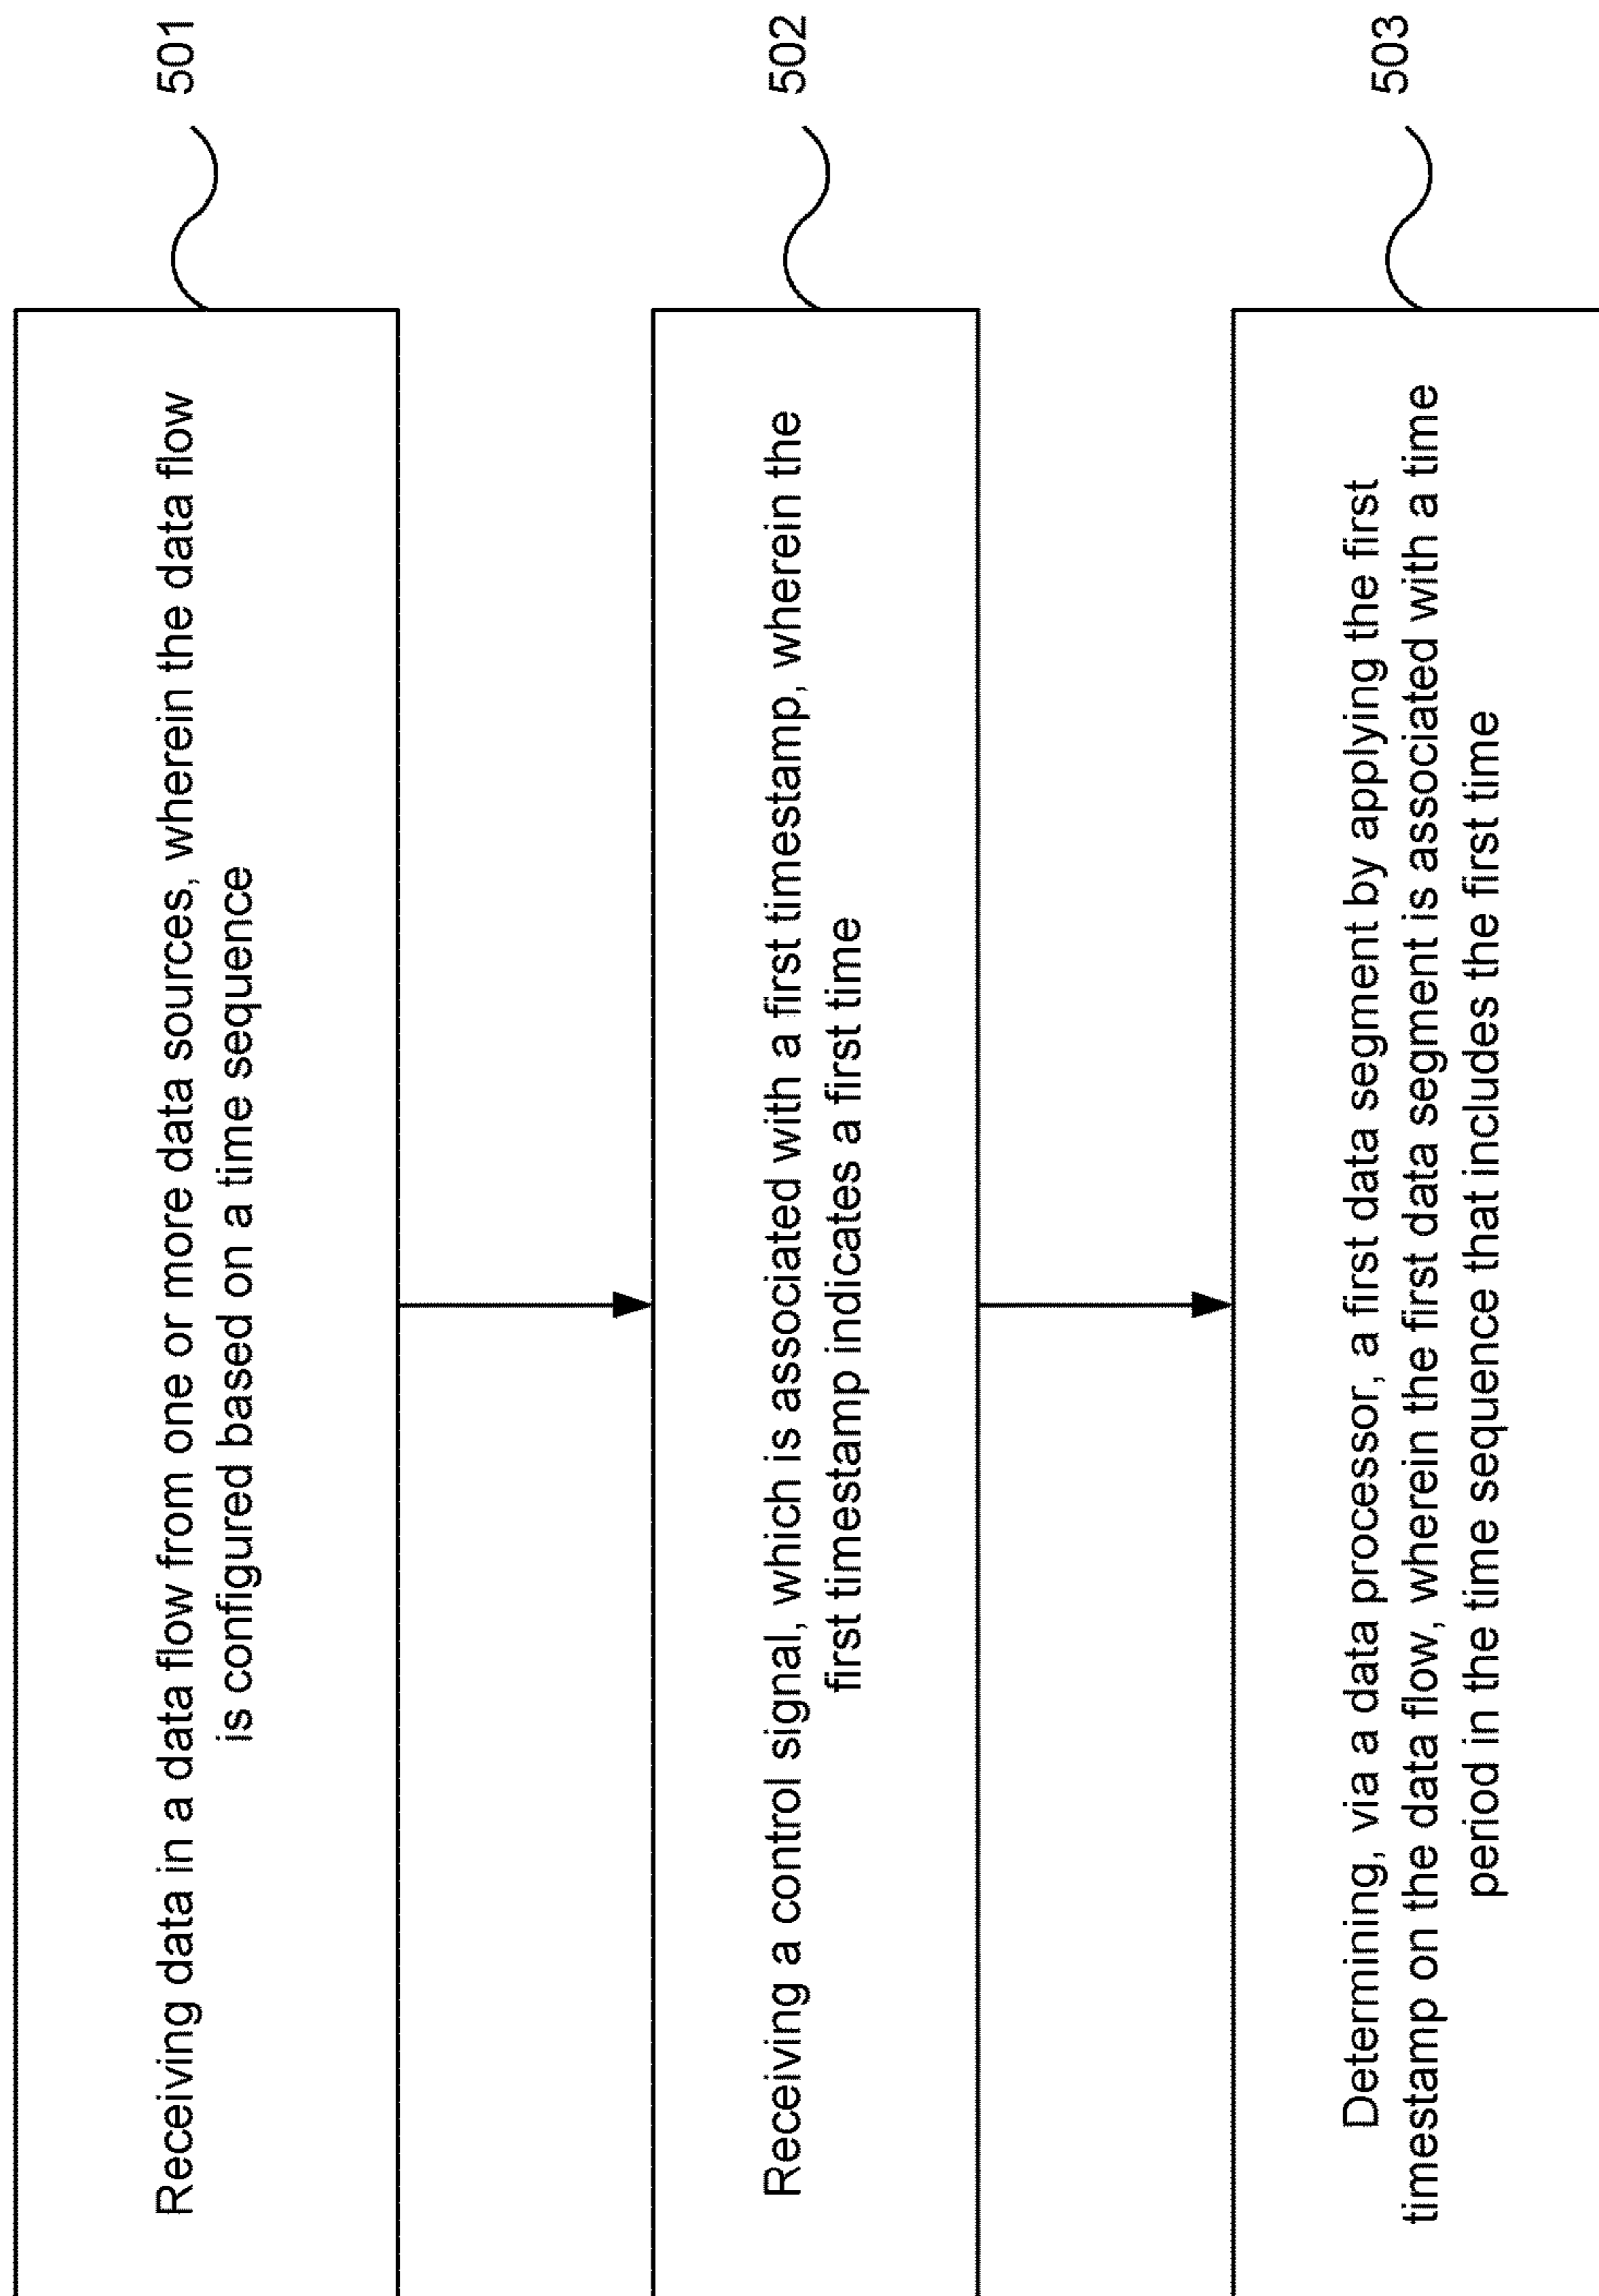 501
Receiving data in a data flow from one or more data sources, wherein the data flow
is configured based on a time sequence
502
Receiving a control signal, which is associated with a first timestamp, wherein the
first timestamp indicates a first time
503
Determining, via a data processor, a first data segment by applying the first
timestamp on the data flow, wherein the first data segment is associated with a time
period in the time sequence that includes the first time